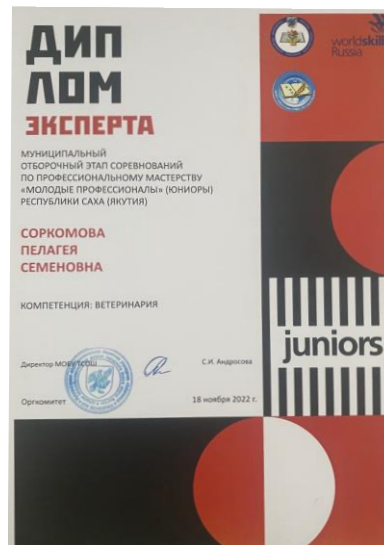 ДИП
ЛОМ
ЭКСПЕРТА
worldskills
Russia
МУНИЦИПАЛЬНЫЙ
ОТБОРОЧНЫЙ ЭТАП СОРЕВНОВАНИЙ
ПО ПРОФЕССИОНАЛЬНОМУ МАСТЕРСТВУ
«МОЛОДЫЕ ПРОФЕССИОНАЛЫ» (ЮНИОРЫ)
РЕСПУБЛИКИ САХА (ЯКУТИЯ)
СОРКОМОВА
ПЕЛАГЕЯ
СЕМЕНОВНА
КОМПЕТЕНЦИЯ: ВЕТЕРИНАРИЯ
juniors
Директор С.И. Андросова
Оргкомитет 18 ноября 2022 г.